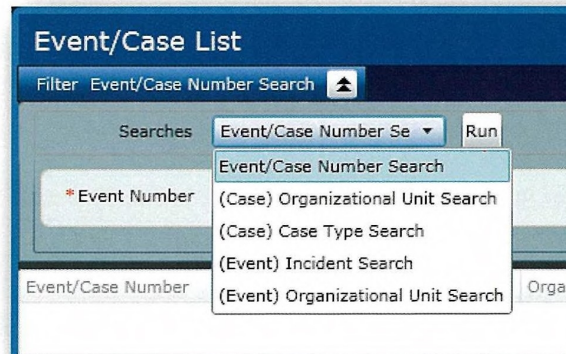 Event/Case List
Filter Event/Case Number Search
Searches Event/Case Number Se Run
Event/Case Number Search
*Event Number
(Case) Organizational Unit Search
(Case) Case Type Search
(Event) Incident Search
Event/Case Number
(Event) Organizational Unit Search
Orga